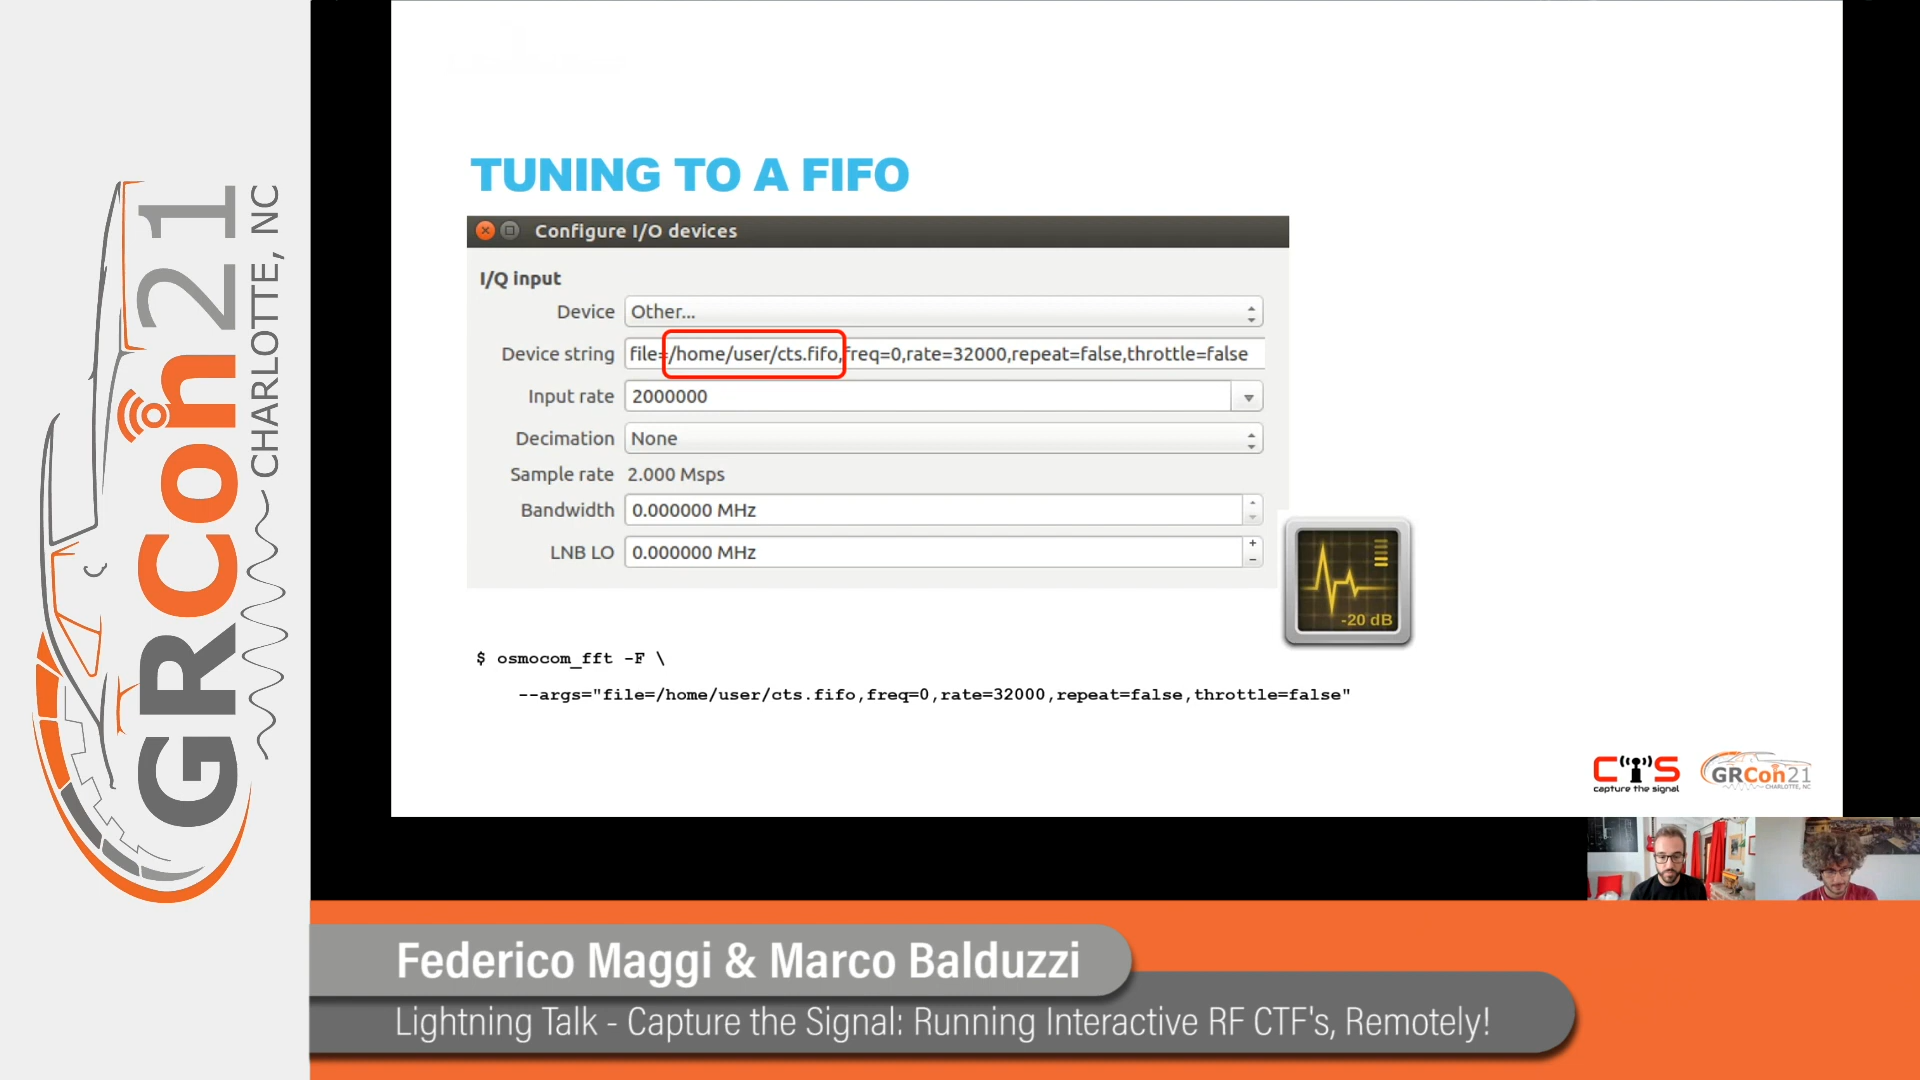 GRCon21
CHARLOTTE, NC
TUNING TO A FIFO
Configure I/O devices
I/Q input
Device Other...
Device string file=/home/user/cts.fifo,freq=0,rate=32000,repeat=false,throttle=false
Input rate 2000000
Decimation None
Sample rate 2.000 Msps
Bandwidth 0.000000 MHz
LNB LO 0.000000 MHz
-20 dB
$ osmocom_fft -F \
--args="file=/home/user/cts.fifo,freq=0,rate=32000,repeat=false,throttle=false"
CTS
capture the signal
GRCon21
CHARLOTTE, NC
Federico Maggi & Marco Balduzzi
Lightning Talk - Capture the Signal: Running Interactive RF CTF's, Remotely!